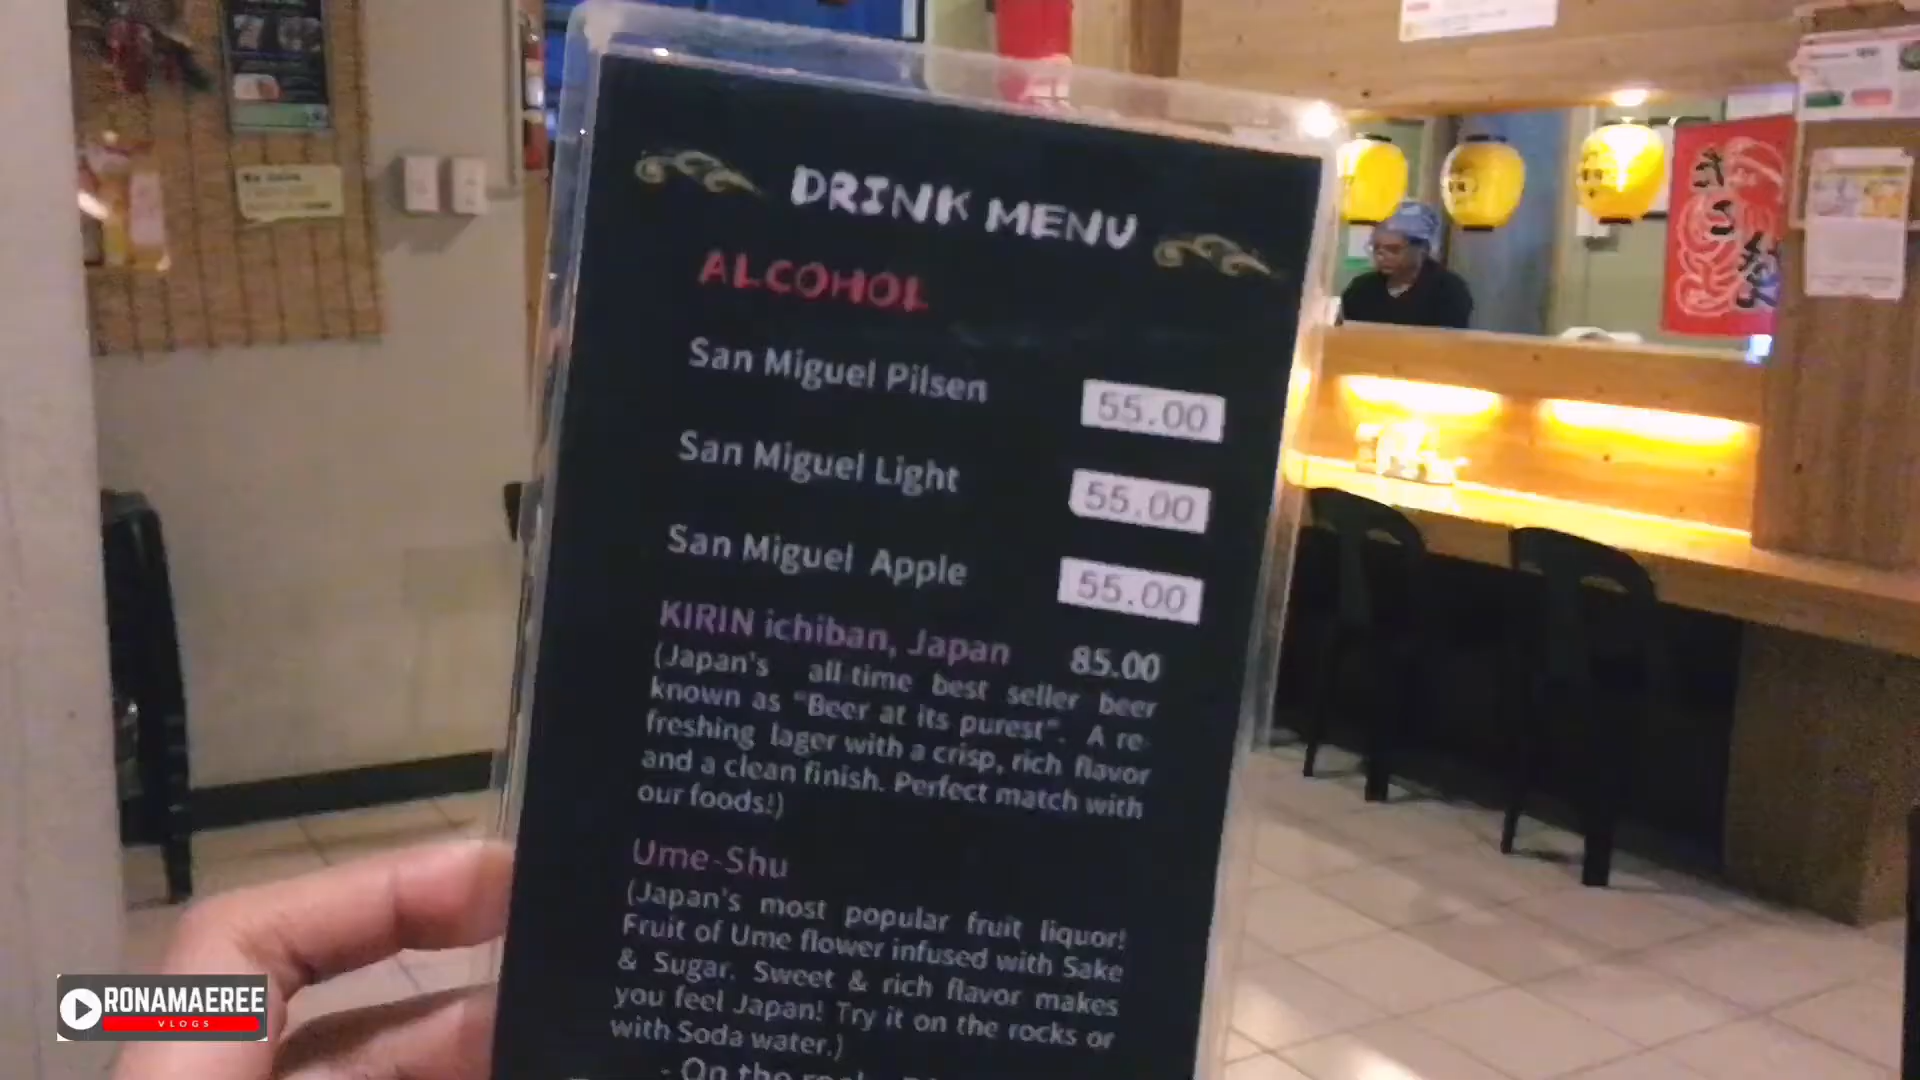 DRINK MENU
ALCOHOL
San Miguel Pilsen 55.00
San Miguel Light 55.00
San Miguel Apple 55.00
KIRIN ichiban, Japan 85.00
(Japan's all-time best seller beer
known as "Beer at its purest". A re-
freshing lager with a crisp, rich flavor
and a clean finish. Perfect match with
our foods!)
Ume-Shu
(Japan's most popular fruit liquor!
Fruit of Ume flower infused with Sake
& Sugar. Sweet & rich flavor makes
you feel Japan! Try it on the rocks or
with Soda water.)
- On the
たこ
RONAMAEREE
VLOGS